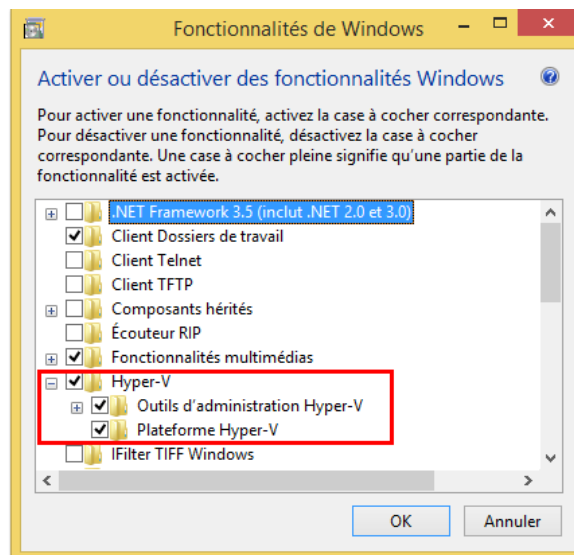 Fonctionnalités de Windows
Activer ou désactiver des fonctionnalités Windows
Pour activer une fonctionnalité, activez la case à cocher correspondante.
Pour désactiver une fonctionnalité, désactivez la case à cocher
correspondante. Une case à cocher pleine signifie qu'une partie de la
fonctionnalité est activée.
.NET Framework 3.5 (inclut .NET 2.0 et 3.0)
Client Dossiers de travail
Client Telnet
Client TFTP
Composants hérités
Écouteur RIP
Fonctionnalités multimédias
Hyper-V
Outils d'administration Hyper-V
Plateforme Hyper-V
IFilter TIFF Windows
OK
Annuler